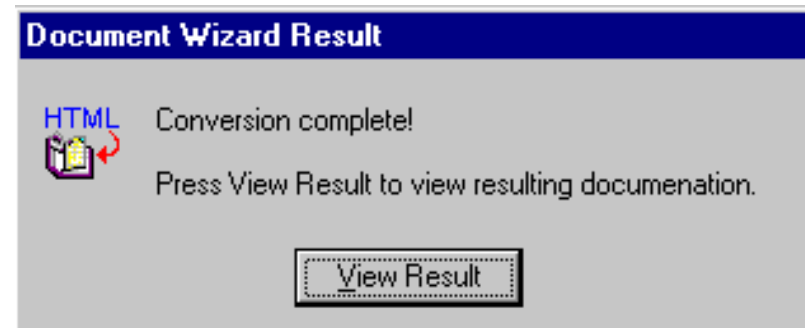 Document Wizard Result
HTML
Conversion complete!
Press View Result to view resulting documenation.
View Result